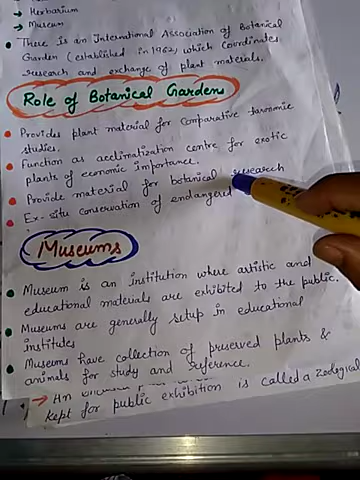 → Herbarium
→ Museum
• There is an International Association of Botanical
Garden (established in 1962) which coordinates
research and exchange of plant materials.
Role of Botanical Gardens
• Provides plant material for comparative taxonomic
studies.
• Function as acclimatization centre for exotic
plants of economic importance.
• Provide material for botanical research
• Ex-situ conservation of endangered
Museums
• Museum is an institution where artistic and
educational materials are exhibited to the public.
• Museums are generally setup in educational
institutes
• Museums have collection of preserved plants &
animals for study and reference.
→ An is called a zoological
kept for public exhibition